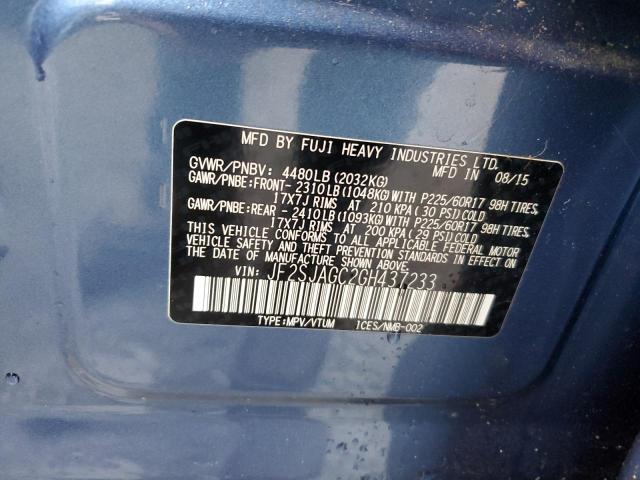 MFD BY FUJI HEAVY INDUSTRIES LTD.
MFD IN 08/15
GVWR/PNBV: 4480LB (2032KG)
GAWR/PNBE: FRONT- 2310LB (1048KG) WITH P225/60R17 98H TIRES,
17X7J RIMS AT 210 KPA (30 PSI) COLD
GAWR/PNBE: REAR - 2410LB (1093KG) WITH P225/60R17 98H TIRES,
17X7J RIMS AT 200 KPA (29 PSI) COLD
THIS VEHICLE CONFORMS TO ALL APPLICABLE FEDERAL MOTOR
VEHICLE SAFETY AND BUMPER STANDARDS IN EFFECT ON
THE DATE OF MANUFACTURE SHOWN ABOVE.
VIN: JF2SJAGC2GH437233
TYPE: MPV/VTUM ICES/NMB-002